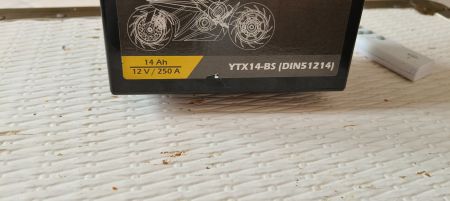 14 Ah
12 V / 250 A
YTX14-BS (DIN51214)